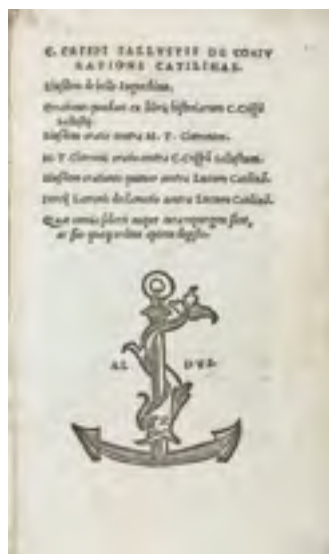 C. CRISPI SALLVSTII DE CONIV
RATIONE CATILINAE.
Eiusdem de bello Iugurthino.
Orationes quaedam ex libris historiarum C. Crispi
Sallustij.
Eiusdem oratio contra M. T. Ciceronem.
M. T. Ciceronis oratio contra C. Crispum Sallustium.
Eiusdem orationes quatuor contra Lucium Catilinam.
Porcij Latronis declamatio contra Lucium Catilinam.
Quae omnia solerti nuper cura repurgata sunt,
ac suo quaeque ordine optime digesta.
AL DVS